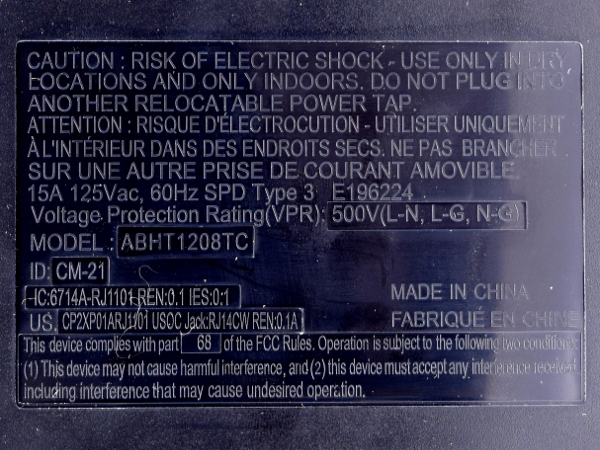 CAUTION : RISK OF ELECTRIC SHOCK - USE ONLY IN DRY
LOCATIONS AND ONLY INDOORS. DO NOT PLUG INTO
ANOTHER RELOCATABLE POWER TAP.
ATTENTION : RISQUE D'ÉLECTROCUTION - UTILISER UNIQUEMENT
À L'INTÉRIEUR DANS DES ENDROITS SECS. NE PAS BRANCHER
SUR UNE AUTRE PRISE DE COURANT AMOVIBLE.
15A 125Vac, 60Hz SPD Type 3 E196224
Voltage Protection Rating(VPR): 500V(L-N, L-G, N-G)
MODEL : ABHT1208TC
ID: CM-21
IC:6714A-RJ1101 REN:0.1 IES:0:1 MADE IN CHINA
US: CP2XP01ARJ1101 USOC Jack:RJ14CW REN:0.1A FABRIQUÉ EN CHINE
This device complies with part 68 of the FCC Rules. Operation is subject to the following two conditions:
(1) This device may not cause harmful interference, and (2) this device must accept any interference received,
including interference that may cause undesired operation.